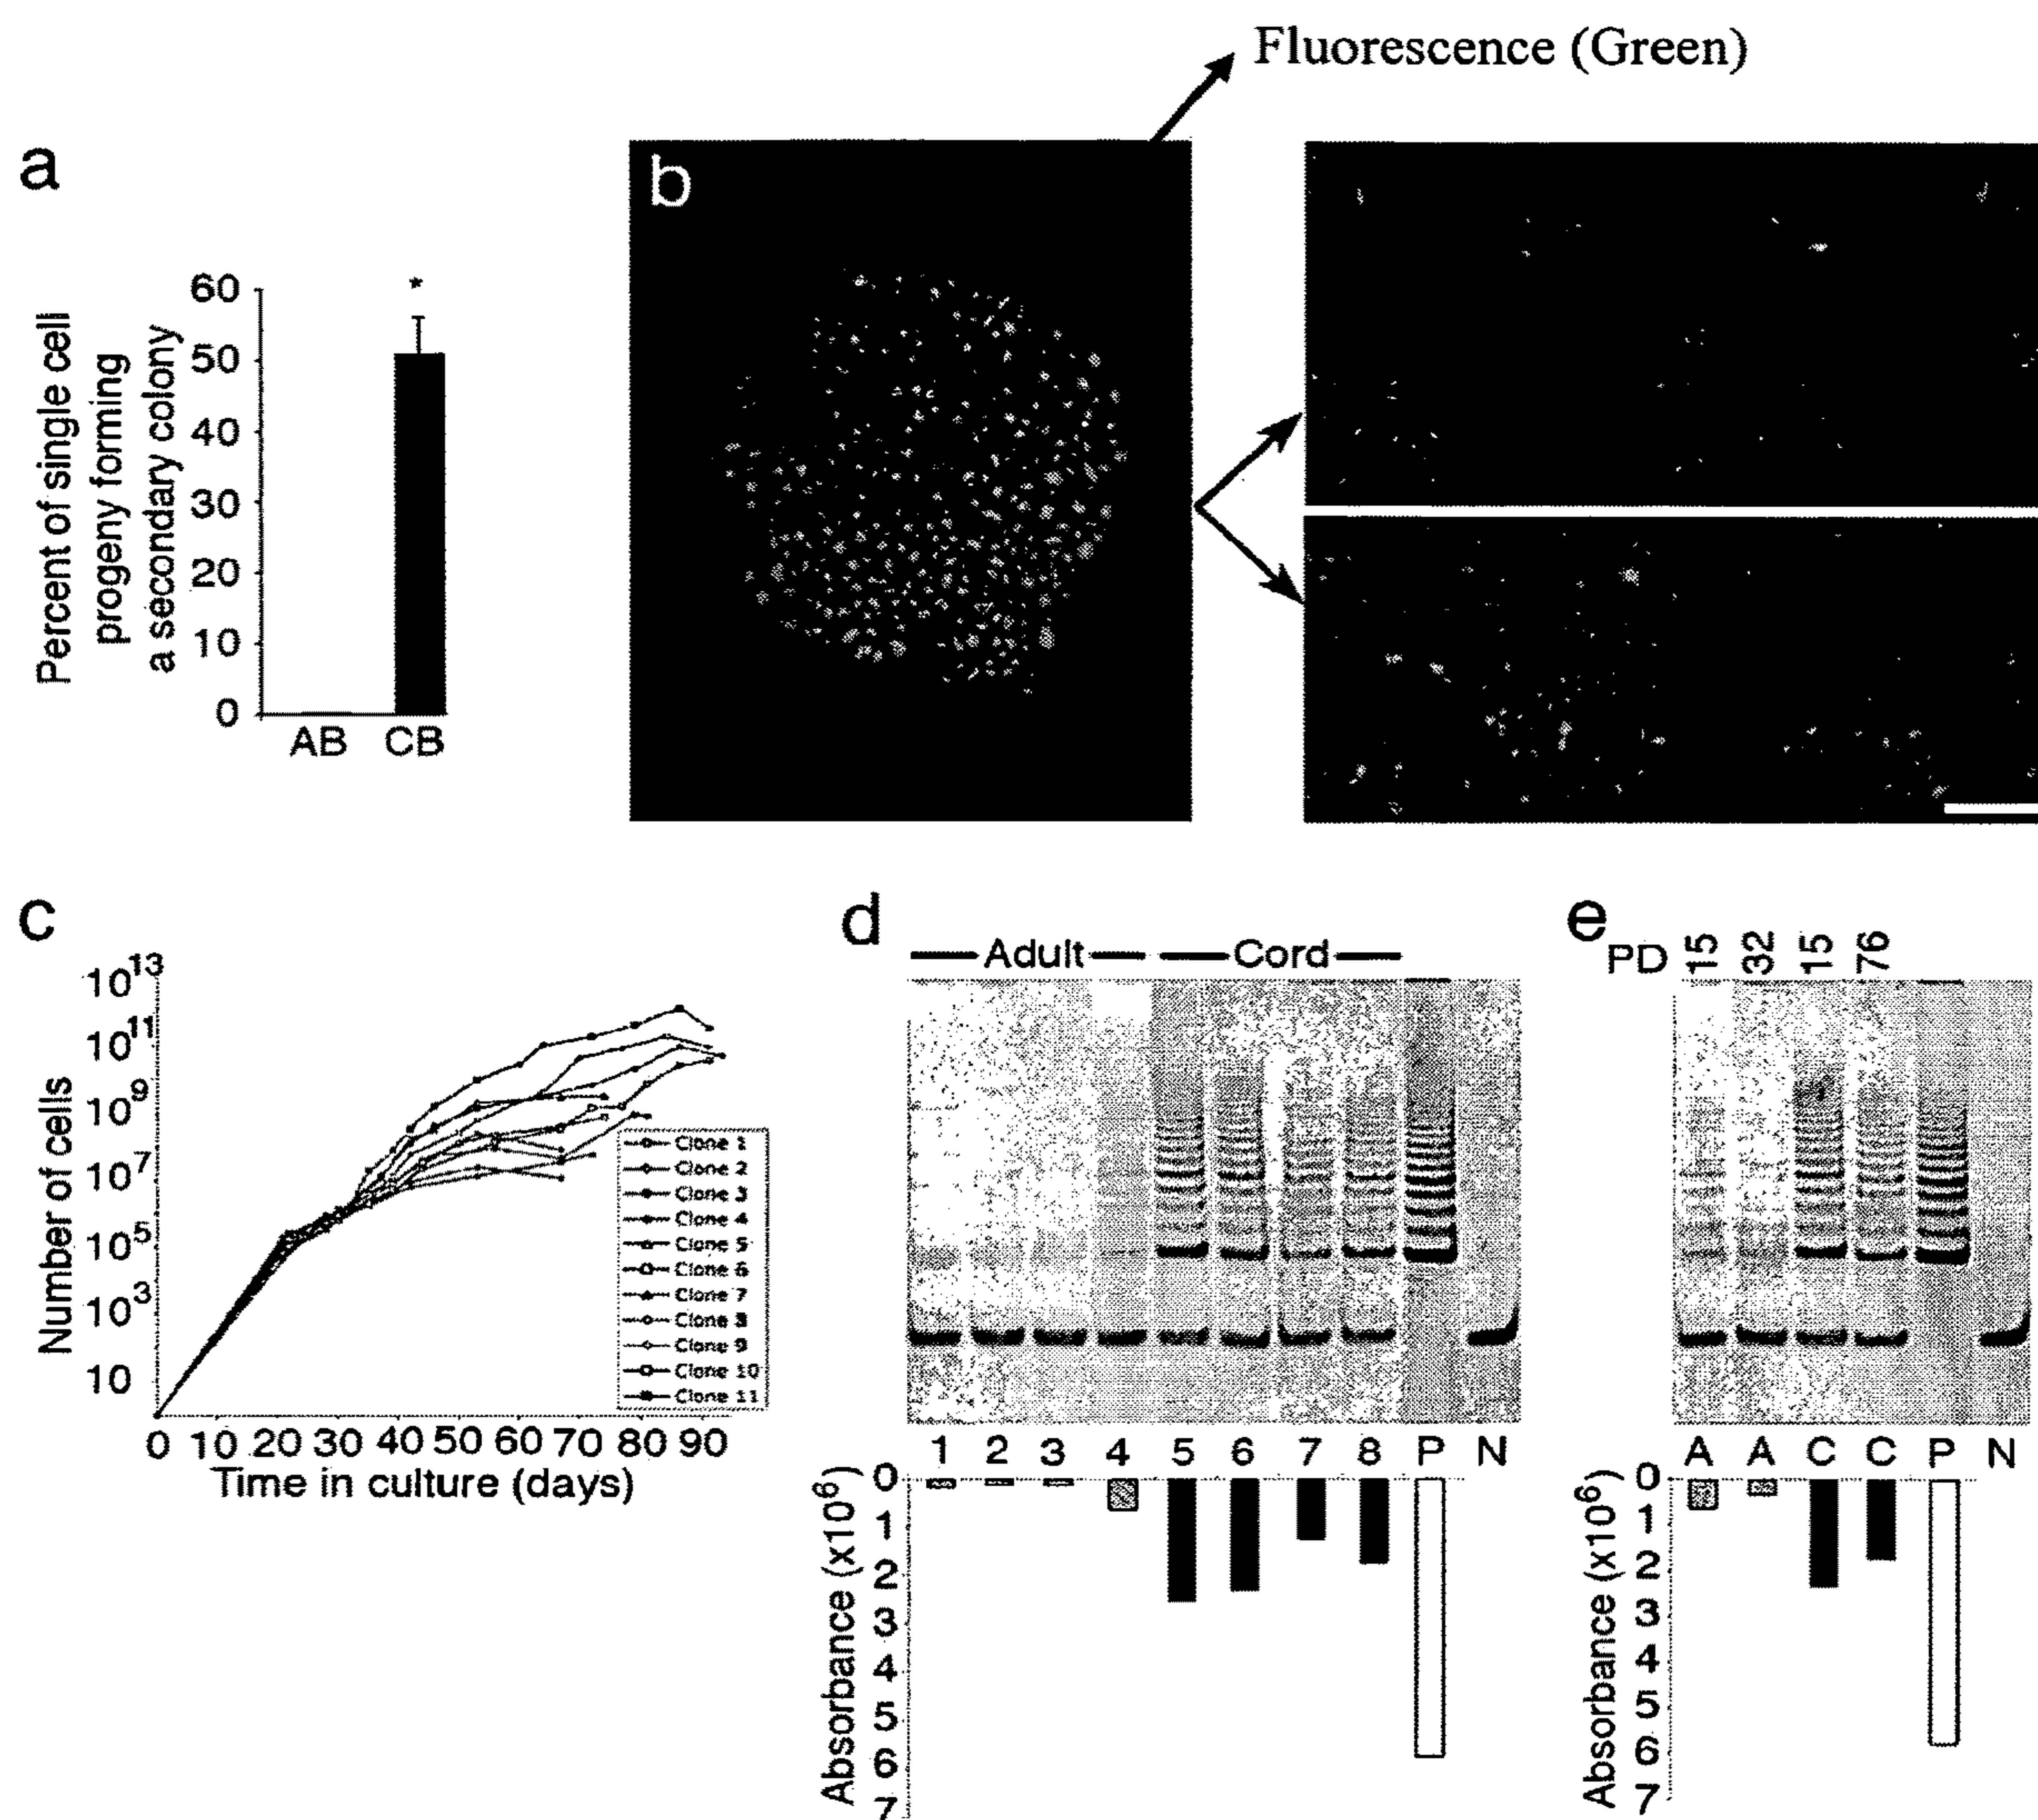 Fluorescence (Green)
a
Percent of single cell
progeny forming
a secondary colony
60
50
40
30
20
10
0
*
AB CB
b
c
Number of cells
10^13
10^11
10^9
10^7
10^5
10^3
10
0 10 20 30 40 50 60 70 80 90
Time in culture (days)
Clone 1
Clone 2
Clone 3
Clone 4
Clone 5
Clone 6
Clone 7
Clone 8
Clone 9
Clone 10
Clone 11
d
Adult Cord
1 2 3 4 5 6 7 8 P N
Absorbance (x10^6)
0
1
2
3
4
5
6
7
e
PD 15 32 15 76
A A C C P N
Absorbance (x10^6)
0
1
2
3
4
5
6
7